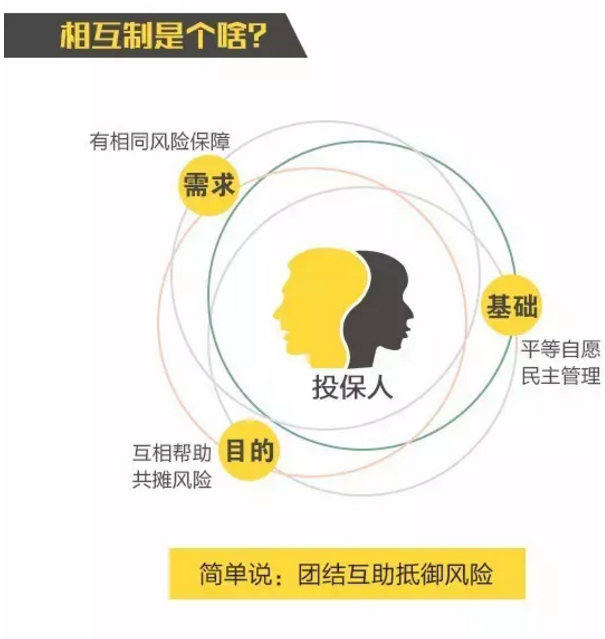 相互制是个啥？
有相同风险保障
需求
基础
平等自愿
民主管理
投保人
目的
互相帮助
共摊风险
简单说：团结互助抵御风险